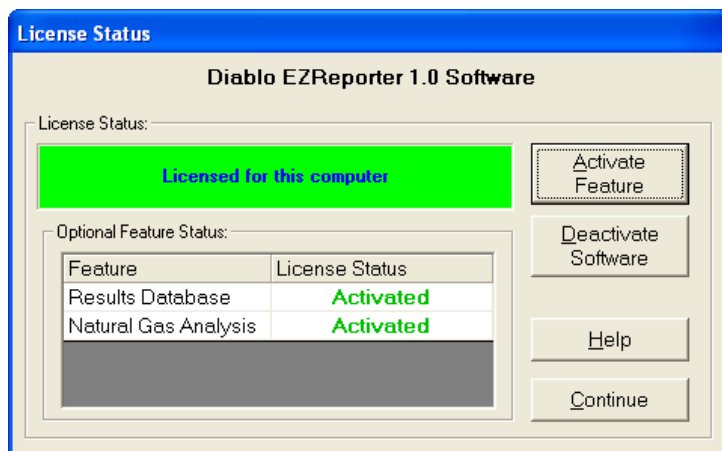 License Status
Diablo EZReporter 1.0 Software
License Status:
Licensed for this computer
Activate
Feature
Deactivate
Software
Optional Feature Status:
Feature License Status
Results Database Activated
Natural Gas Analysis Activated
Help
Continue